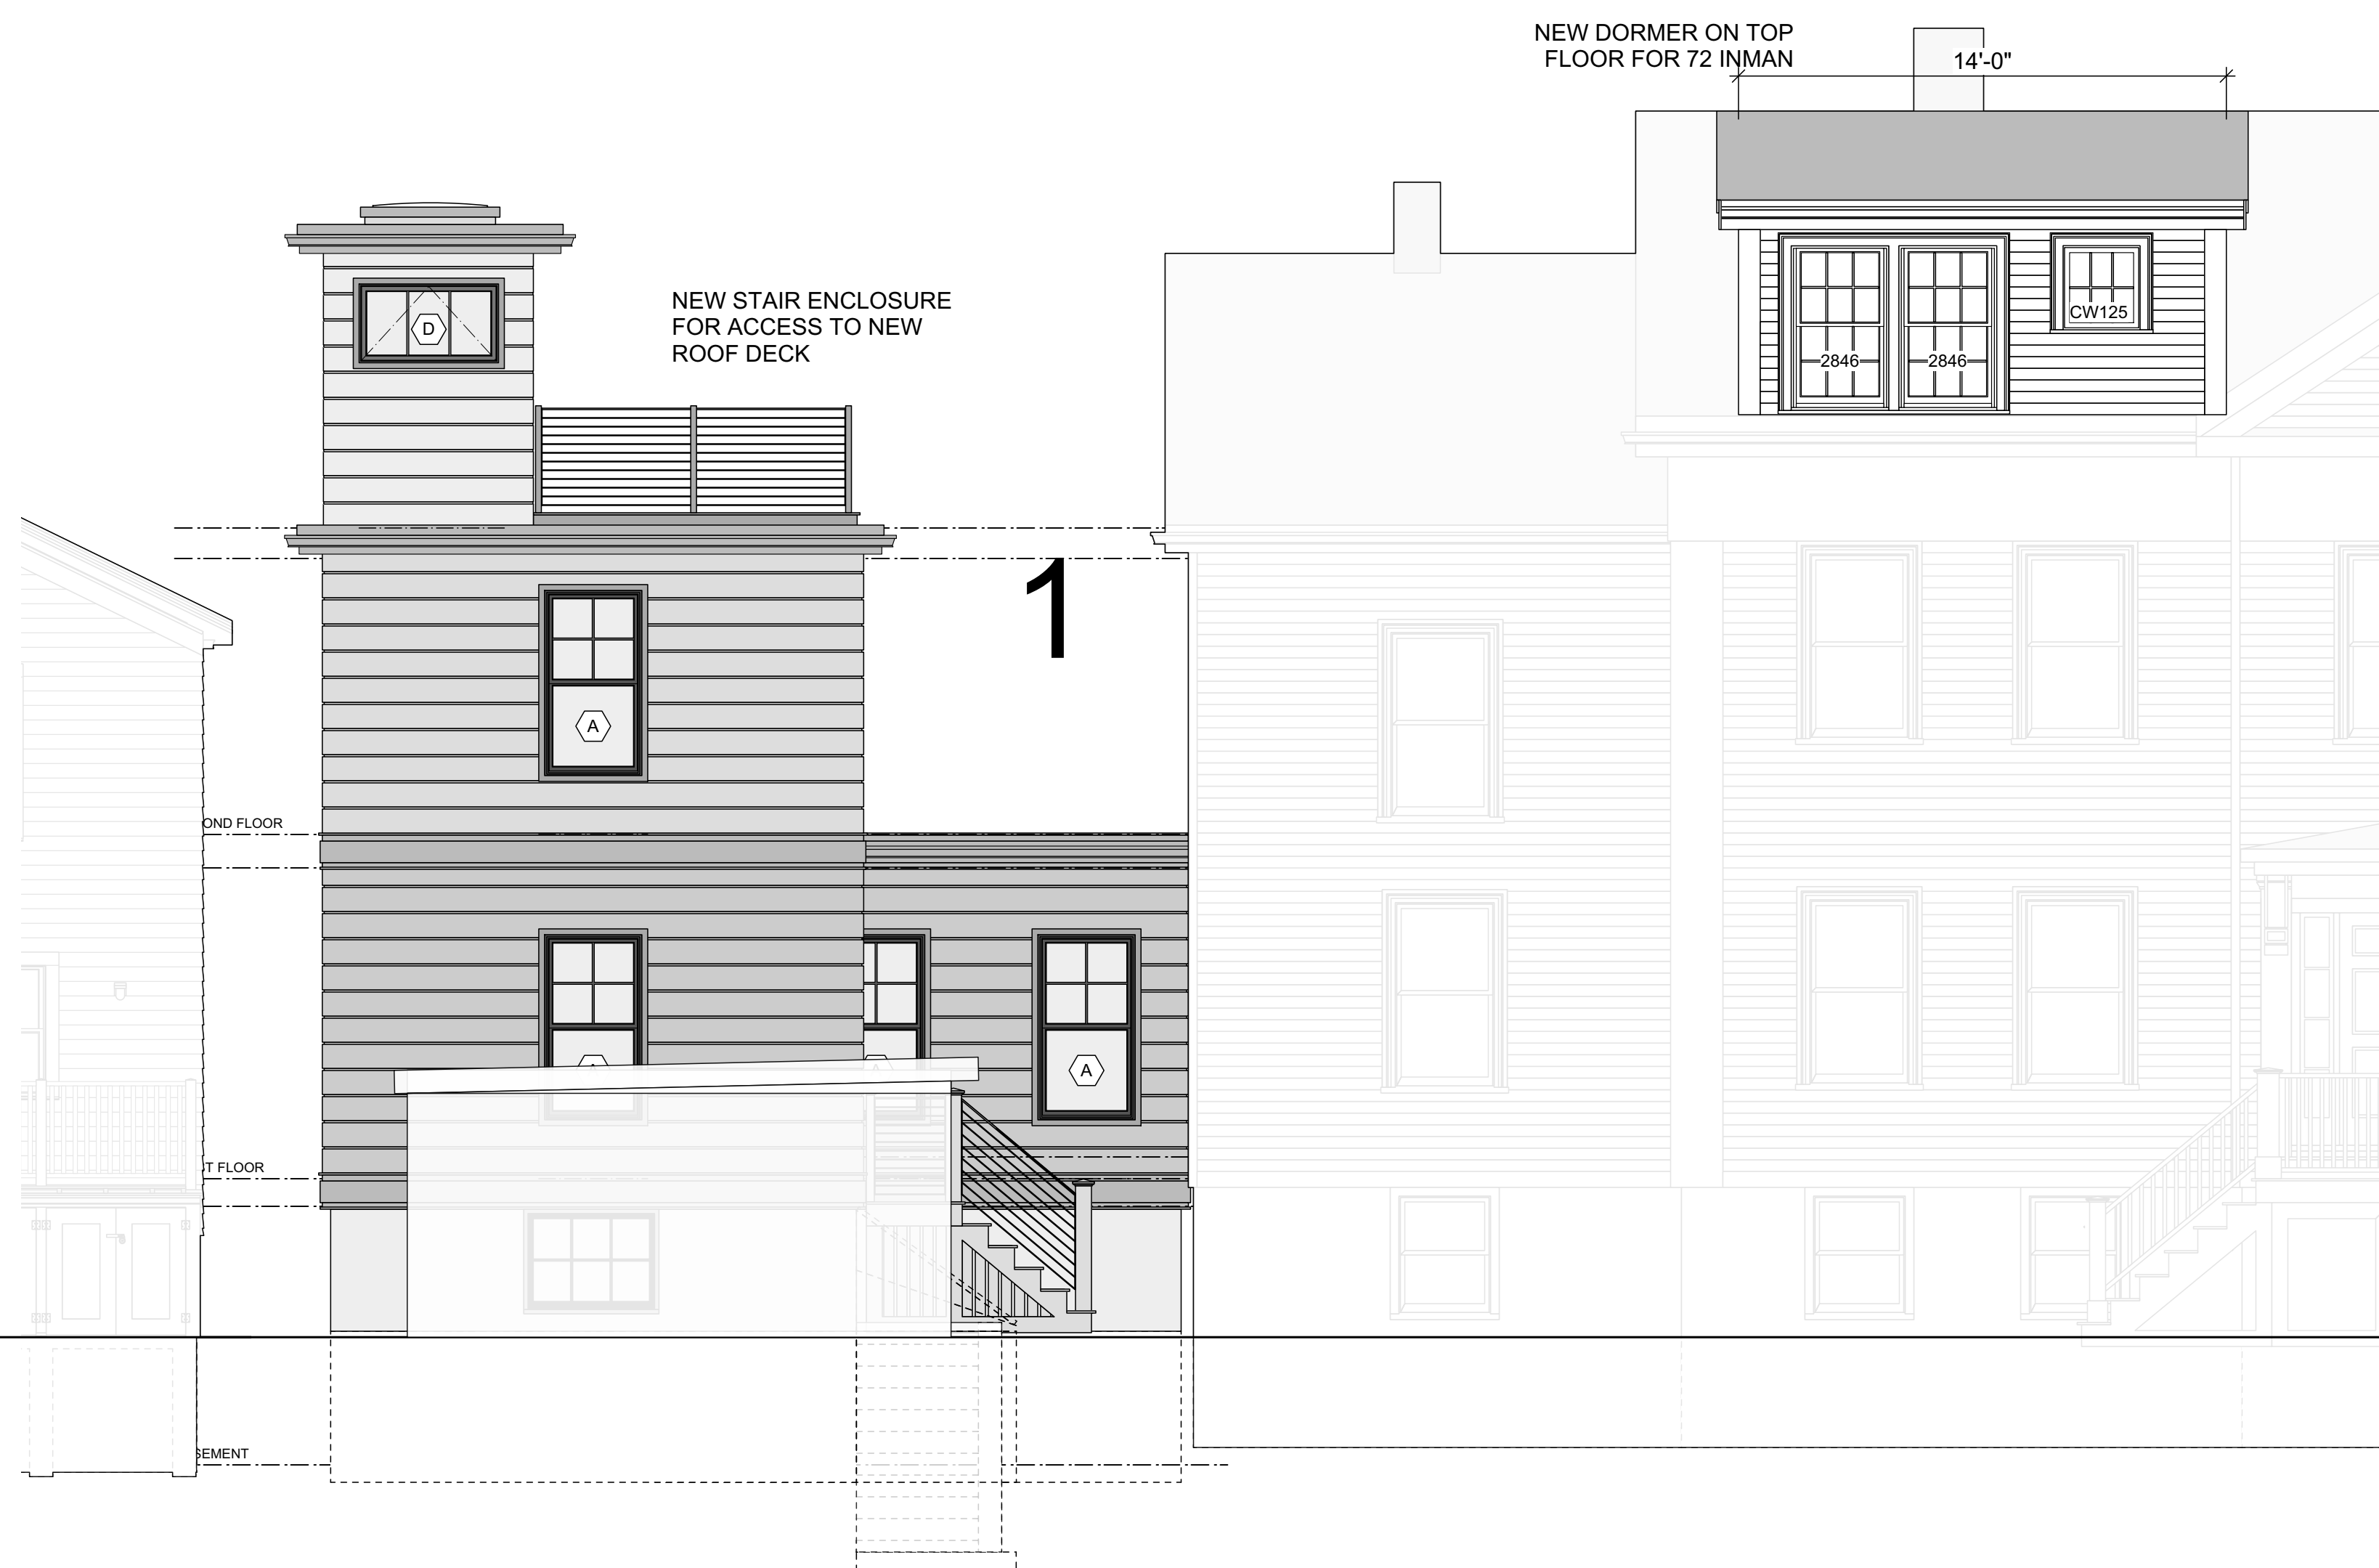 NEW DORMER ON TOP
FLOOR FOR 72 INMAN
14'-0"
D
NEW STAIR ENCLOSURE
FOR ACCESS TO NEW
ROOF DECK
CW125
2846
2846
1
A
OND FLOOR
A
A
A
T FLOOR
SEMENT